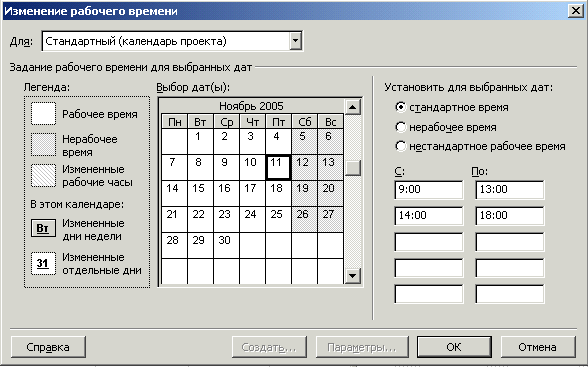 Изменение рабочего времени
Для: Стандартный (календарь проекта)
Задание рабочего времени для выбранных дат
Легенда:
Рабочее время
Нерабочее время
Измененные рабочие часы
В этом календаре:
Вт Измененные дни недели
31 Измененные отдельные дни
Выбор дат(ы):
Ноябрь 2005
Пн Вт Ср Чт Пт Сб Вс
1 2 3 4 5 6
7 8 9 10 11 12 13
14 15 16 17 18 19 20
21 22 23 24 25 26 27
28 29 30
Установить для выбранных дат:
стандартное время
нерабочее время
нестандартное рабочее время
С: По:
9:00 13:00
14:00 18:00
Справка Создать... Параметры... OK Отмена